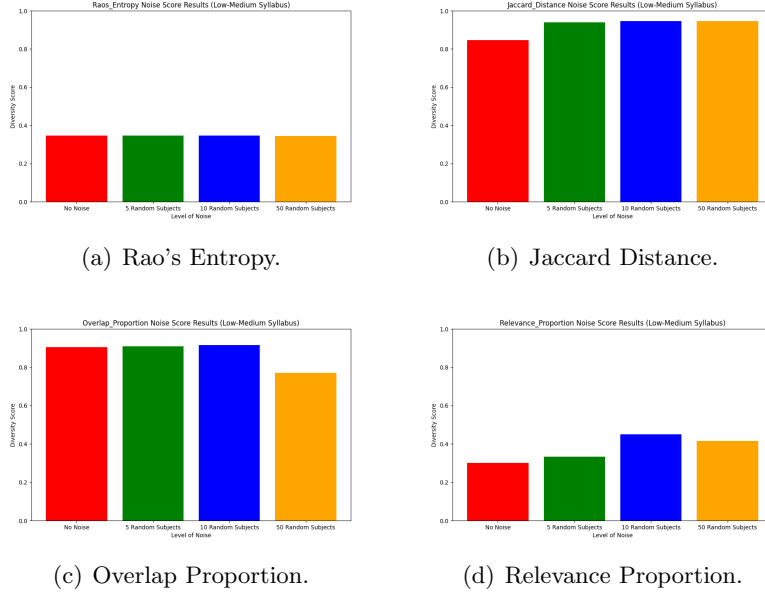 Raos_Entropy Noise Score Results (Low-Medium Syllabus)
1.0
0.8
0.6
0.4
0.2
0.0
Diversity Score
No Noise 5 Random Subjects 10 Random Subjects 50 Random Subjects
Level of Noise
(a) Rao's Entropy.
Jaccard_Distance Noise Score Results (Low-Medium Syllabus)
1.0
0.8
0.6
0.4
0.2
0.0
Diversity Score
No Noise 5 Random Subjects 10 Random Subjects 50 Random Subjects
Level of Noise
(b) Jaccard Distance.
Overlap_Proportion Noise Score Results (Low-Medium Syllabus)
1.0
0.8
0.6
0.4
0.2
0.0
Diversity Score
No Noise 5 Random Subjects 10 Random Subjects 50 Random Subjects
Level of Noise
(c) Overlap Proportion.
Relevance_Proportion Noise Score Results (Low-Medium Syllabus)
1.0
0.8
0.6
0.4
0.2
0.0
Diversity Score
No Noise 5 Random Subjects 10 Random Subjects 50 Random Subjects
Level of Noise
(d) Relevance Proportion.